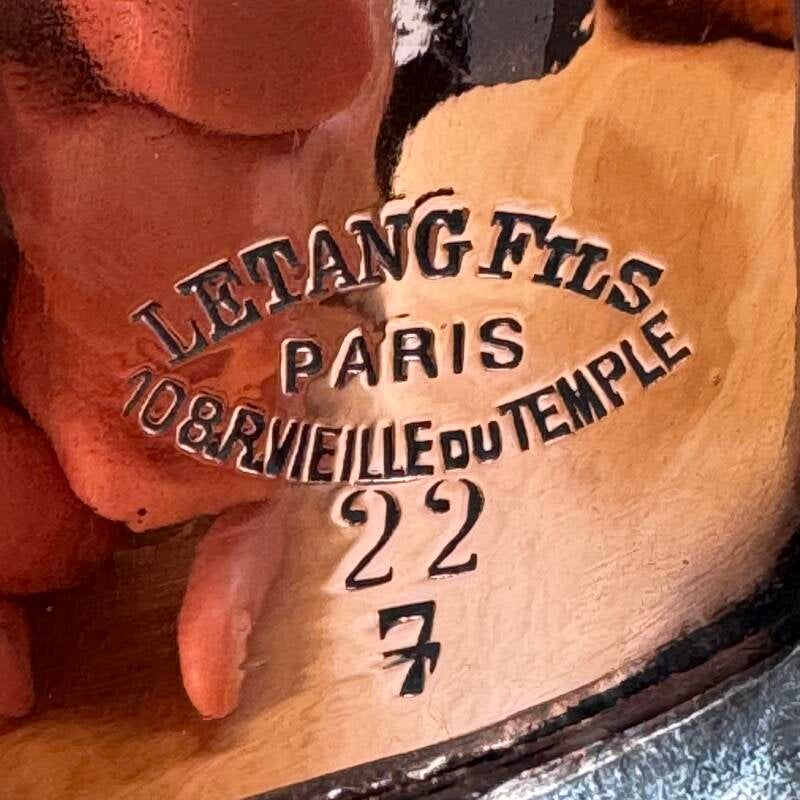 LETANG FILS
PARIS
108.R.VIEILLE DU TEMPLE
22
7